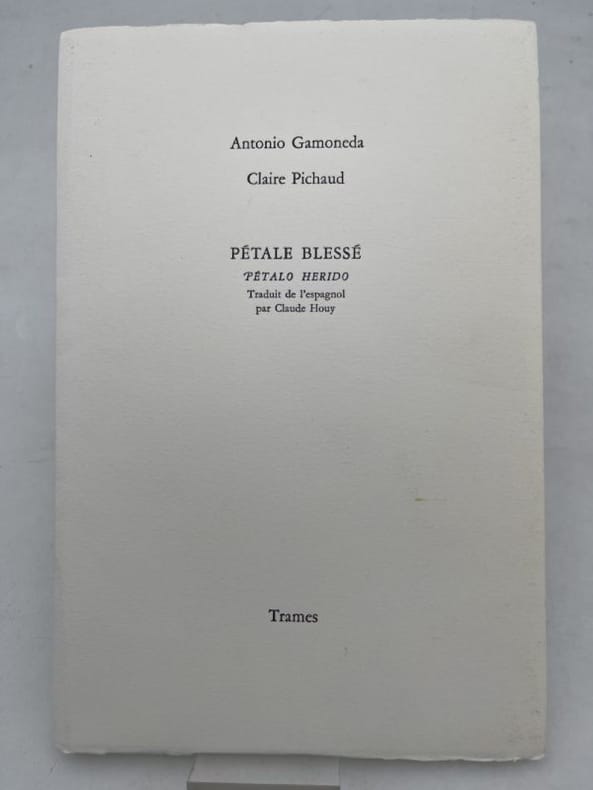 Antonio Gamoneda
Claire Pichaud
PÉTALE BLESSÉ
PÉTALO HERIDO
Traduit de l'espagnol
par Claude Houy
Trames